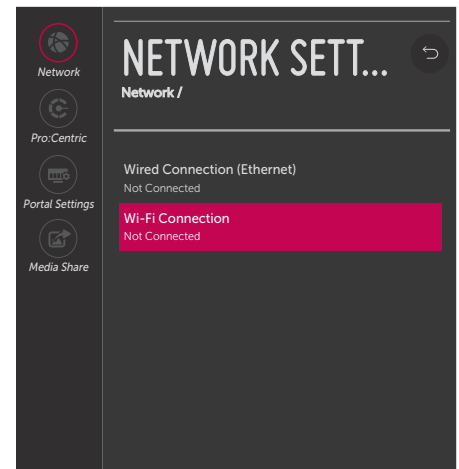 Network
Pro:Centric
Portal Settings
Media Share
NETWORK SETT...
Network /
Wired Connection (Ethernet)
Not Connected
Wi-Fi Connection
Not Connected